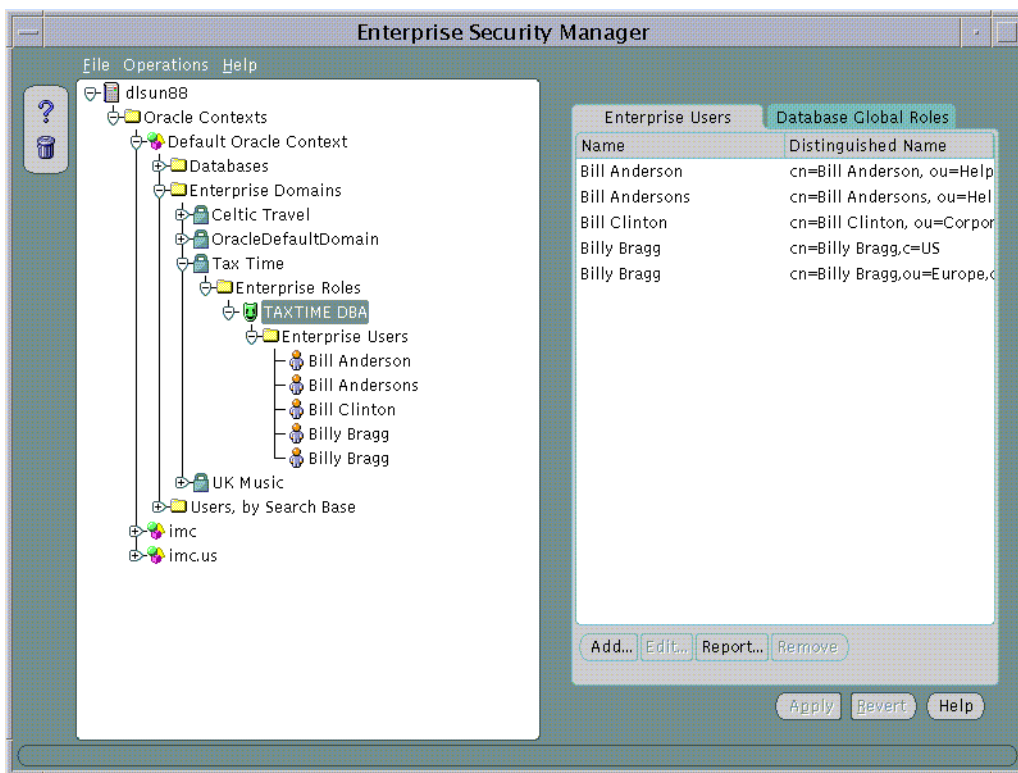 Enterprise Security Manager
File Operations Help
dlsun88
Oracle Contexts
Default Oracle Context
Databases
Enterprise Domains
Celtic Travel
OracleDefaultDomain
Tax Time
Enterprise Roles
TAXTIME DBA
Enterprise Users
Bill Anderson
Bill Andersons
Bill Clinton
Billy Bragg
Billy Bragg
UK Music
Users, by Search Base
imc
imc.us
Enterprise Users Database Global Roles
Name Distinguished Name
Bill Anderson cn=Bill Anderson, ou=Help
Bill Andersons cn=Bill Andersons, ou=Hel
Bill Clinton cn=Bill Clinton, ou=Corpor
Billy Bragg cn=Billy Bragg,c=US
Billy Bragg cn=Billy Bragg,ou=Europe,c
Add... Edit... Report... Remove
Apply Revert Help